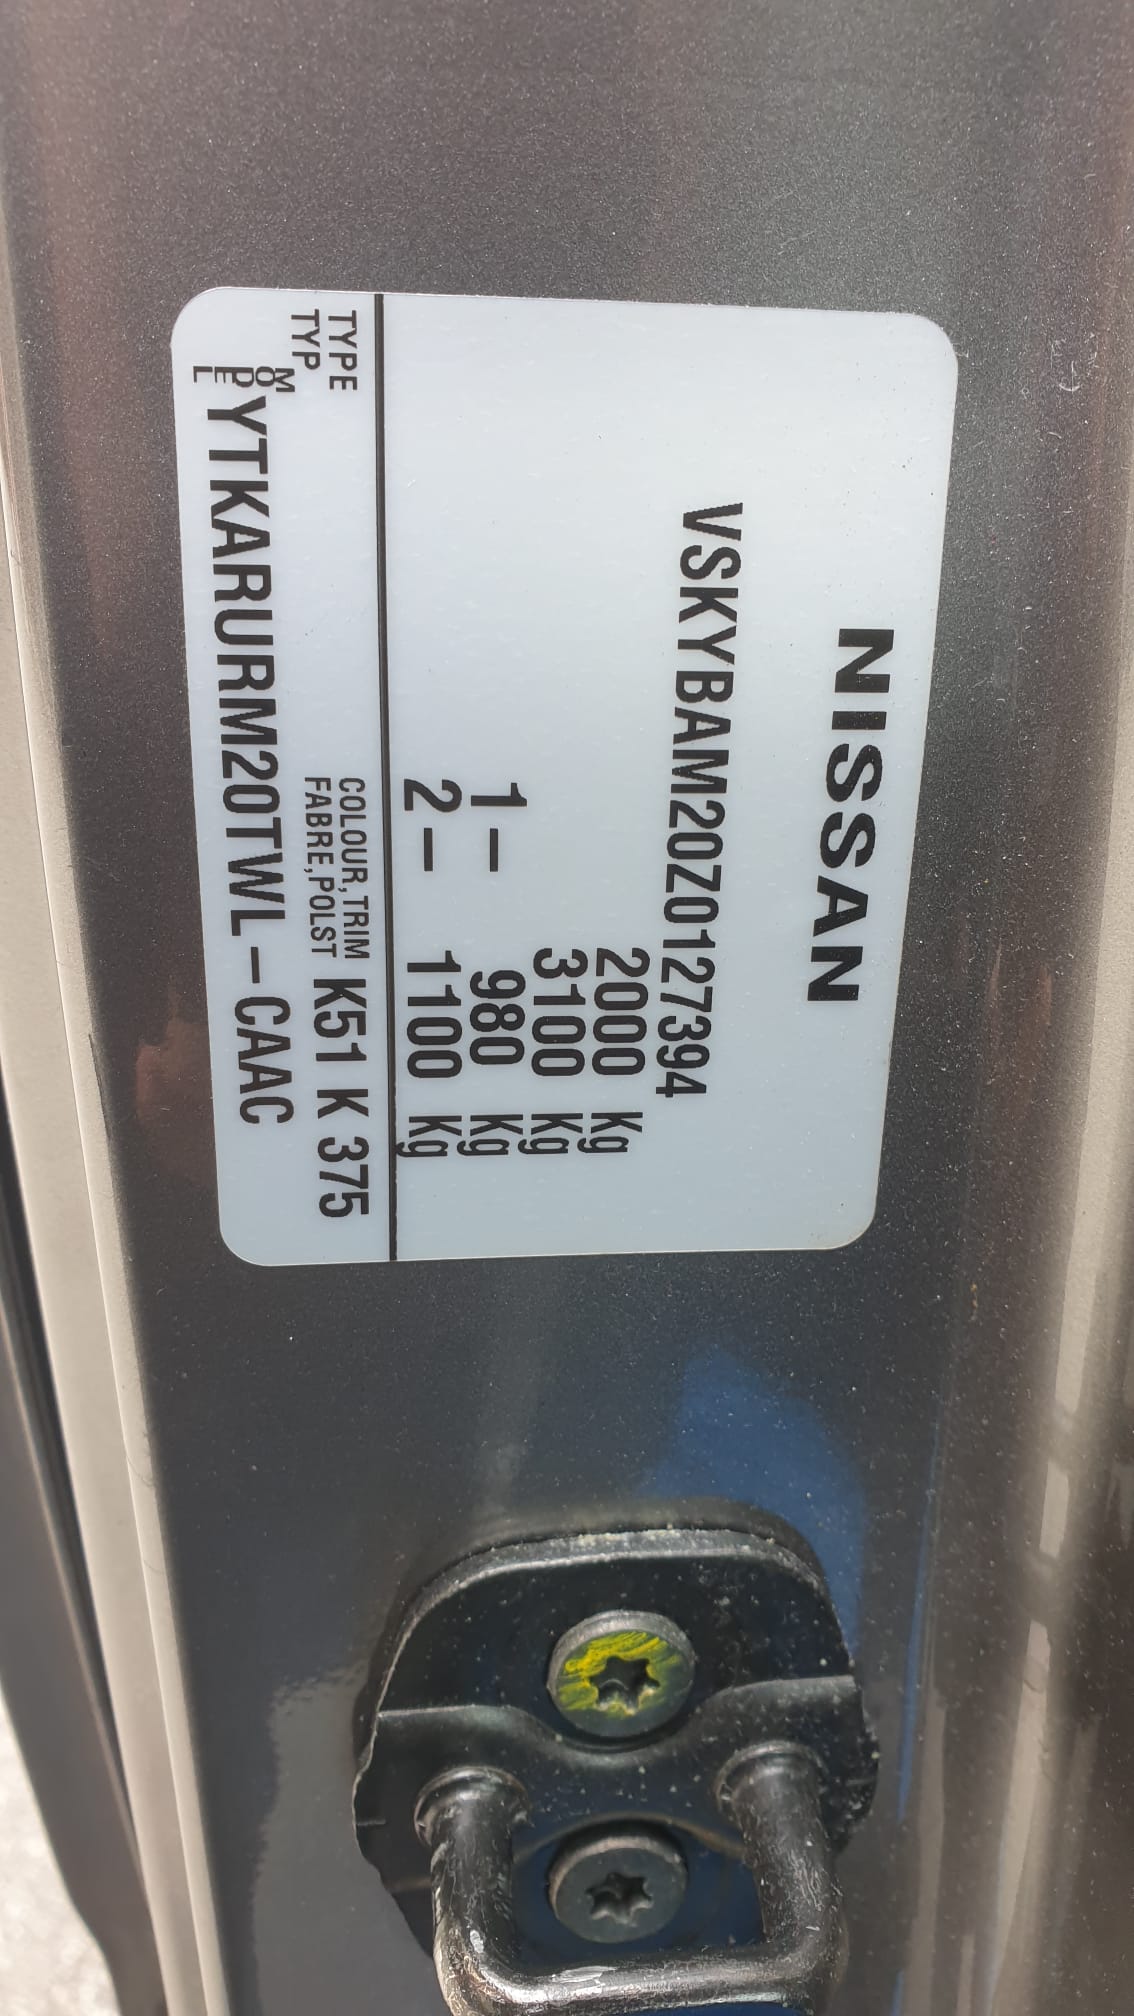 NISSAN
VSKYBAM20Z0127394
2000 Kg
3100 Kg
1- 980 Kg
2- 1100 Kg
TYPE
TYP
COLOUR,TRIM
FABRE,POLST
K51 K 375
MODEL
YTKARURM20TWL-CAAC